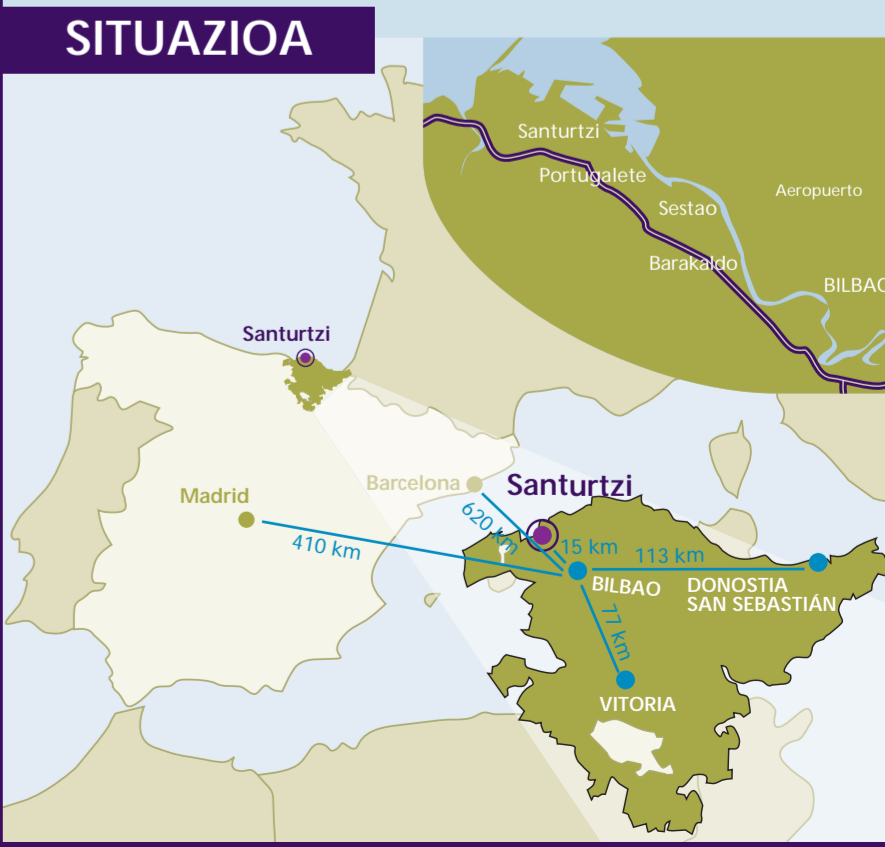 SITUAZIOA
Santurtzi
Portugalete
Sestao
Aeropuerto
Barakaldo
BILBAO
Santurtzi
Madrid
Barcelona
Santurtzi
410 km
620 km
15 km
113 km
BILBAO
DONOSTIA
SAN SEBASTIÁN
77 km
VITORIA